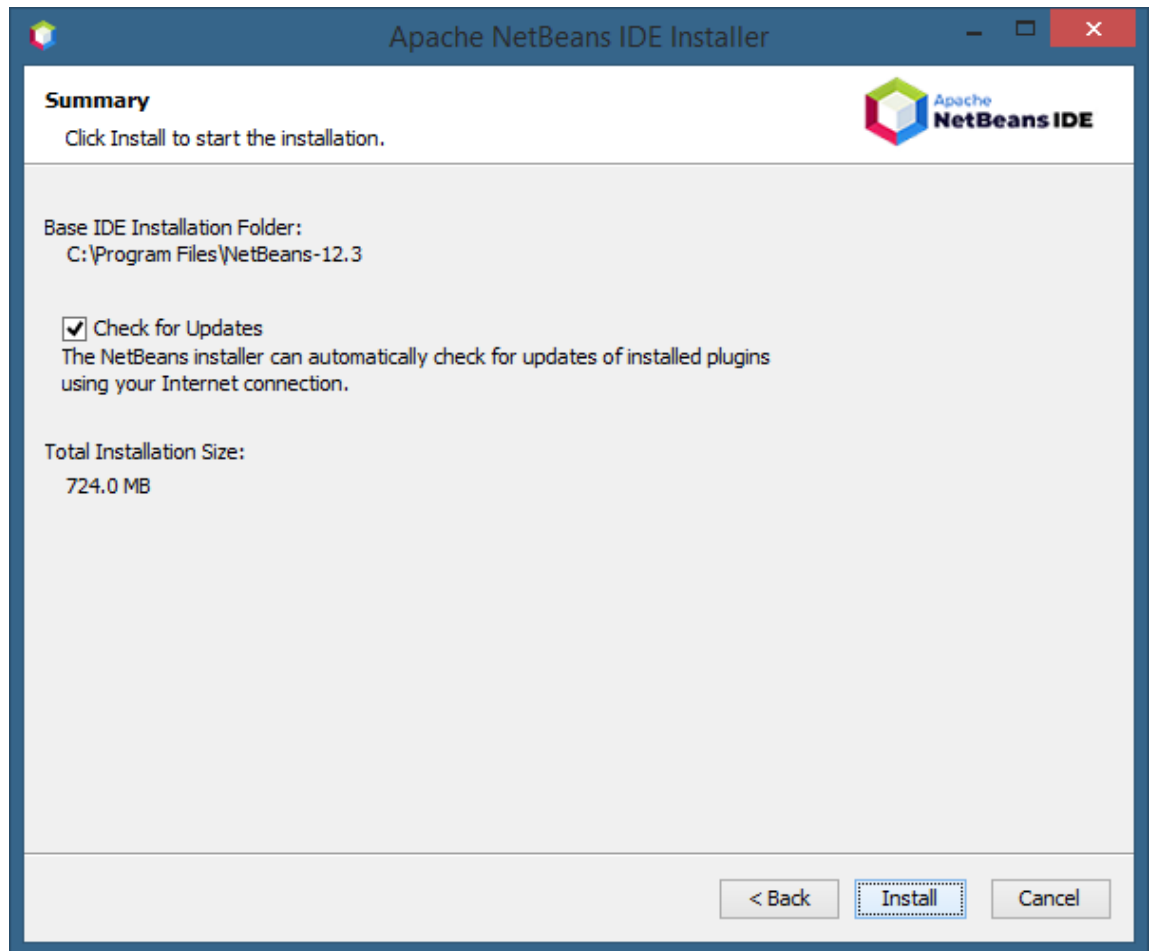 Apache NetBeans IDE Installer
Summary
Click Install to start the installation.
Apache
NetBeans IDE
Base IDE Installation Folder:
C:\Program Files\NetBeans-12.3
Check for Updates
The NetBeans installer can automatically check for updates of installed plugins
using your Internet connection.
Total Installation Size:
724.0 MB
< Back
Install
Cancel